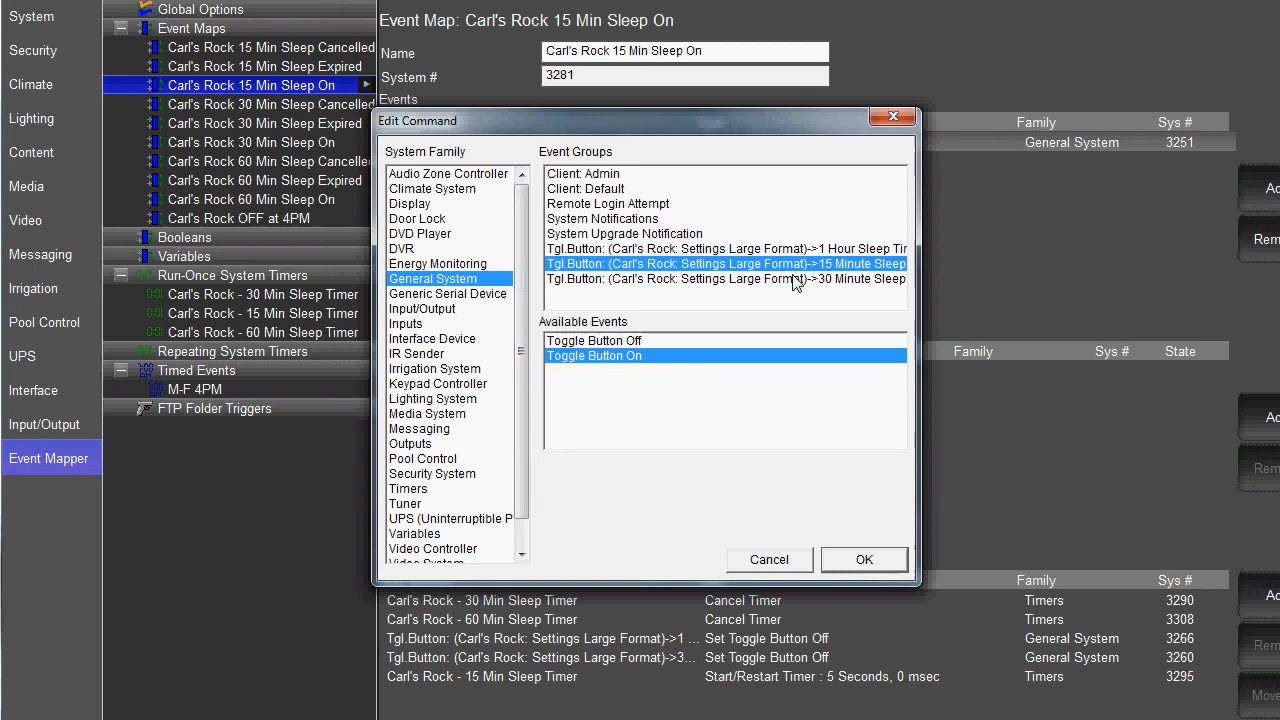 System
Security
Climate
Lighting
Content
Media
Video
Messaging
Irrigation
Pool Control
UPS
Interface
Input/Output
Event Mapper
Global Options
Event Maps
Carl's Rock 15 Min Sleep Cancelled
Carl's Rock 15 Min Sleep Expired
Carl's Rock 15 Min Sleep On
Carl's Rock 30 Min Sleep Cancelled
Carl's Rock 30 Min Sleep Expired
Carl's Rock 30 Min Sleep On
Carl's Rock 60 Min Sleep Cancelle
Carl's Rock 60 Min Sleep Expired
Carl's Rock 60 Min Sleep On
Carl's Rock OFF at 4PM
Booleans
Variables
Run-Once System Timers
Carl's Rock - 30 Min Sleep Timer
Carl's Rock - 15 Min Sleep Timer
Carl's Rock - 60 Min Sleep Timer
Repeating System Timers
Timed Events
M-F 4PM
FTP Folder Triggers
Event Map: Carl's Rock 15 Min Sleep On
Name Carl's Rock 15 Min Sleep On
System # 3281
Events
Family Sys #
General System 3251
Edit Command
System Family
Audio Zone Controller
Climate System
Display
Door Lock
DVD Player
DVR
Energy Monitoring
General System
Generic Serial Device
Input/Output
Inputs
Interface Device
IR Sender
Irrigation System
Keypad Controller
Lighting System
Media System
Messaging
Outputs
Pool Control
Security System
Timers
Tuner
UPS (Uninterruptible P
Variables
Video Controller
Video System
Event Groups
Client: Admin
Client: Default
Remote Login Attempt
System Notifications
System Upgrade Notification
Tgl.Button: (Carl's Rock: Settings Large Format)->1 Hour Sleep Tir
Tgl.Button: (Carl's Rock: Settings Large Format)->15 Minute Sleep
Tgl.Button: (Carl's Rock: Settings Large Format)->30 Minute Sleep
Available Events
Toggle Button Off
Toggle Button On
Cancel
OK
Ad
Rem
Family Sys # State
Ac
Rem
Family Sys #
Carl's Rock - 30 Min Sleep Timer Cancel Timer Timers 3290
Carl's Rock - 60 Min Sleep Timer Cancel Timer Timers 3308
Tgl.Button: (Carl's Rock: Settings Large Format)->1 ... Set Toggle Button Off General System 3266
Tgl.Button: (Carl's Rock: Settings Large Format)->3... Set Toggle Button Off General System 3260
Carl's Rock - 15 Min Sleep Timer Start/Restart Timer : 5 Seconds, 0 msec Timers 3295
Ac
Rem
Move